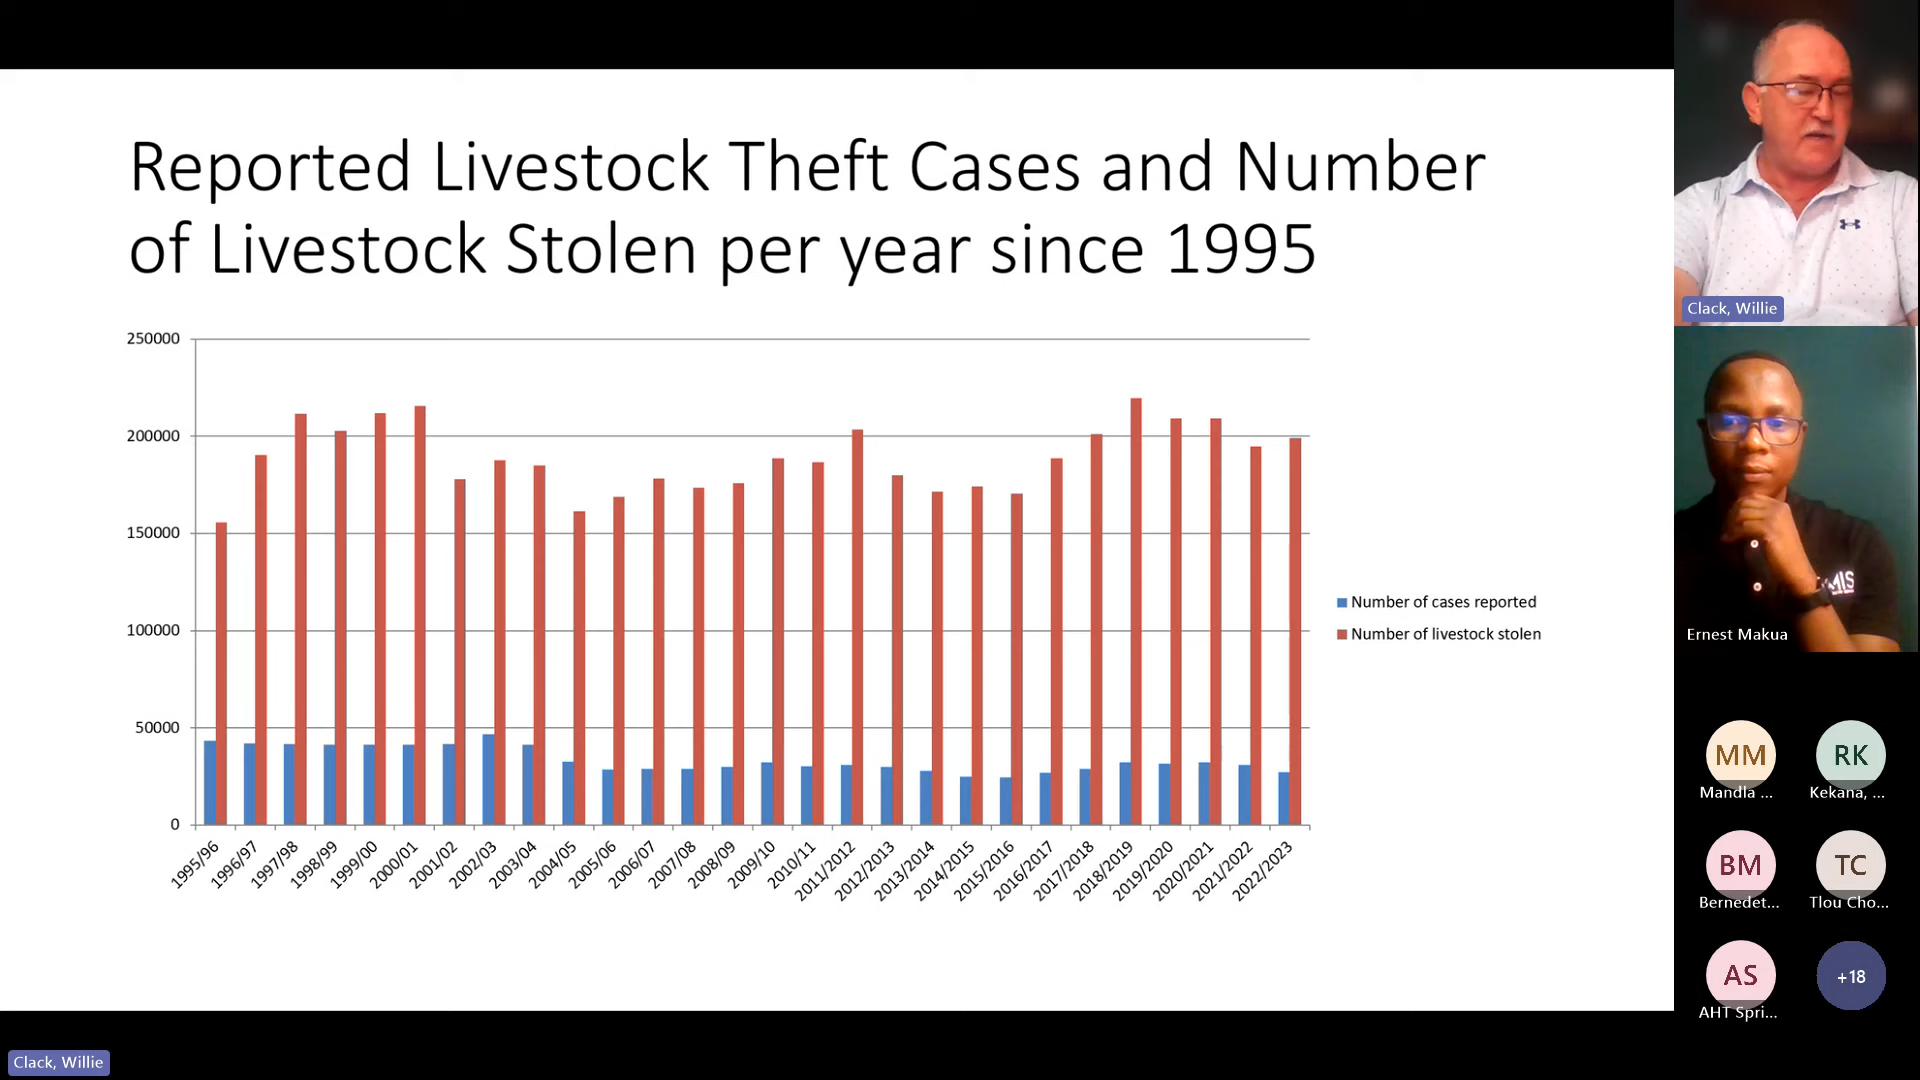 Reported Livestock Theft Cases and Number
of Livestock Stolen per year since 1995
250000
200000
150000
100000
50000
0
1995/96
1996/97
1997/98
1998/99
1999/00
2000/01
2001/02
2002/03
2003/04
2004/05
2005/06
2006/07
2007/08
2008/09
2009/10
2010/11
2011/2012
2012/2013
2013/2014
2014/2015
2015/2016
2016/2017
2017/2018
2018/2019
2019/2020
2020/2021
2021/2022
2022/2023
Number of cases reported
Number of livestock stolen
Clack, Willie
Ernest Makua
MM
Mandla ...
RK
Kekana, ...
BM
Bernedet...
TC
Tlou Cho...
AS
AHT Spri...
+18
Clack, Willie